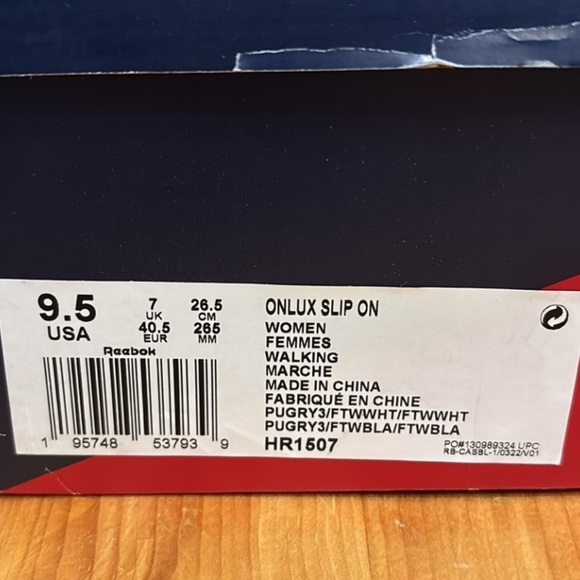 9.5
USA
7
UK
40.5
EUR
26.5
CM
265
MM
Reebok
1 95748 53793 9
ONLUX SLIP ON
WOMEN
FEMMES
WALKING
MARCHE
MADE IN CHINA
FABRIQUÉ EN CHINE
PUGRY3/FTWWHT/FTWWHT
PUGRY3/FTWBLA/FTWBLA
HR1507
PO#130989324 UPC
RB-CASBL-1/0322/V01